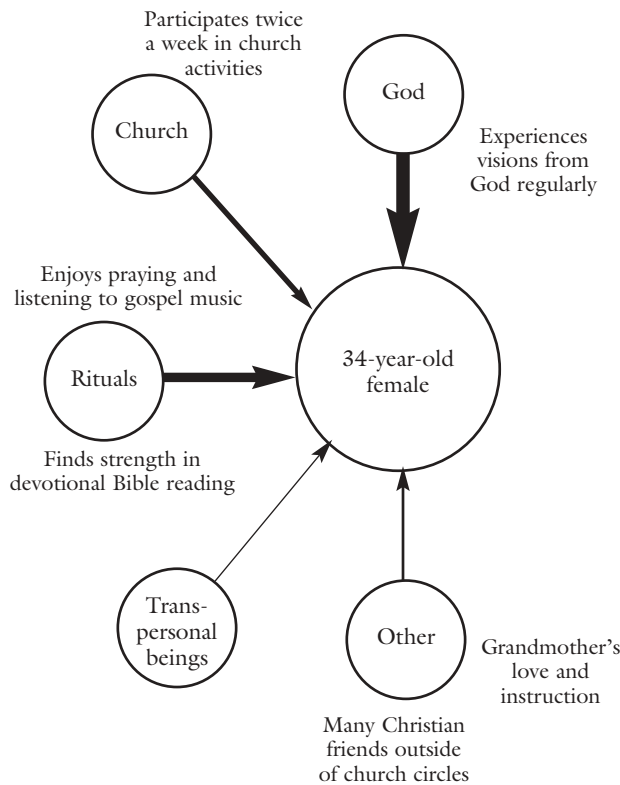 Participates twice
a week in church
activities
Church
God
Experiences
visions from
God regularly
Enjoys praying and
listening to gospel music
Rituals
34-year-old
female
Finds strength in
devotional Bible reading
Trans-
personal
beings
Other
Grandmother’s
love and
instruction
Many Christian
friends outside
of church circles